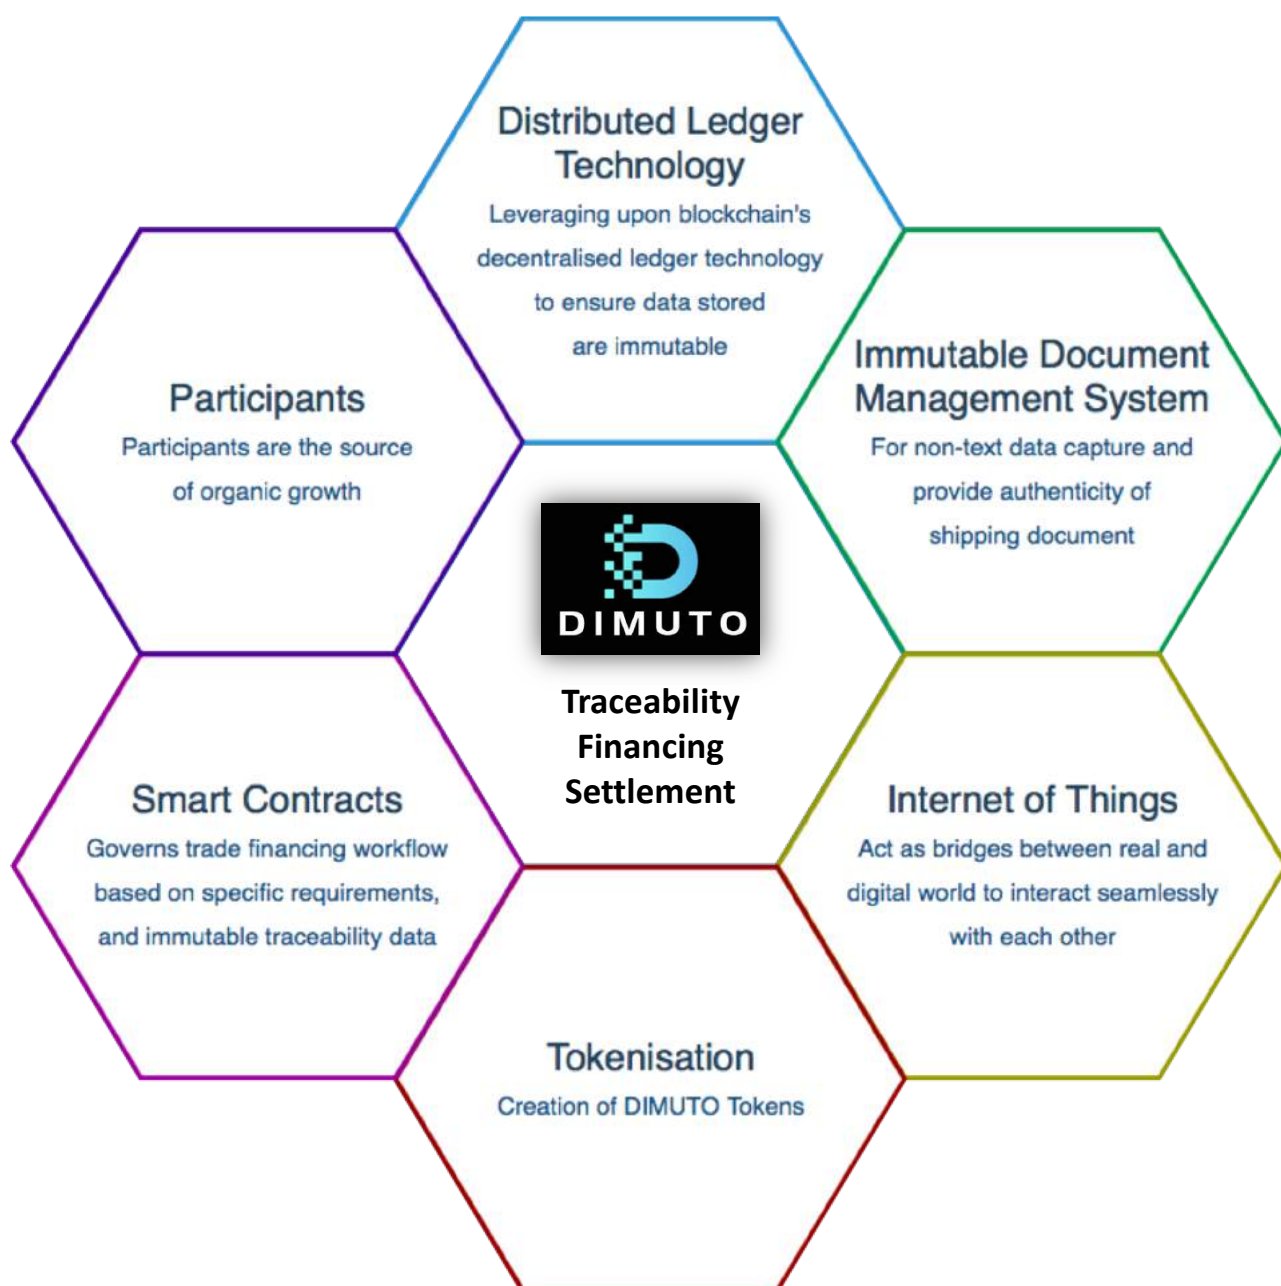 Distributed Ledger
Technology
Leveraging upon blockchain's
decentralised ledger technology
to ensure data stored
are immutable
Immutable Document
Management System
For non-text data capture and
provide authenticity of
shipping document
Participants
Participants are the source
of organic growth
DIMUTO
Traceability
Financing
Settlement
Smart Contracts
Governs trade financing workflow
based on specific requirements,
and immutable traceability data
Internet of Things
Act as bridges between real and
digital world to interact seamlessly
with each other
Tokenisation
Creation of DIMUTO Tokens